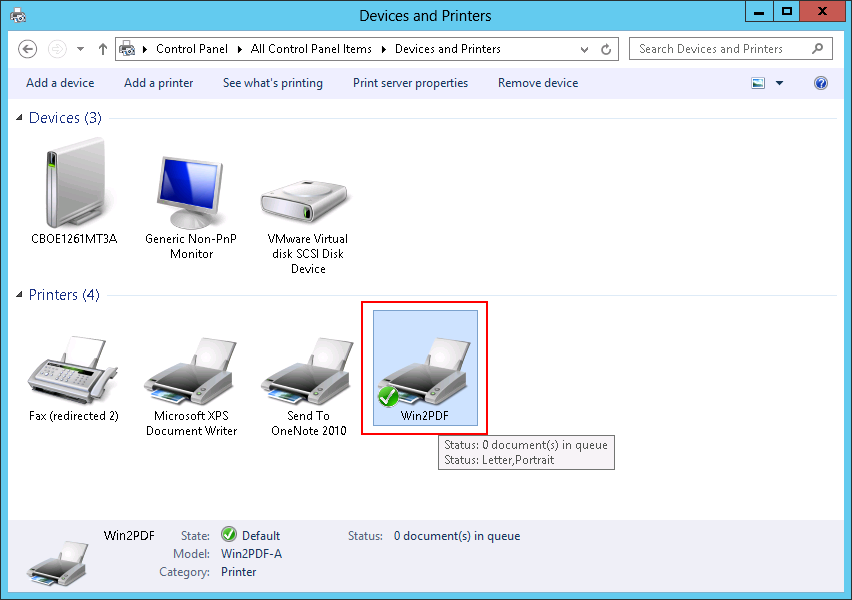 Devices and Printers
Control Panel All Control Panel Items Devices and Printers
Search Devices and Printers
Add a device Add a printer See what's printing Print server properties Remove device
Devices (3)
CBOE1261MT3A
Generic Non-PnP
Monitor
VMware Virtual
disk SCSI Disk
Device
Printers (4)
Fax (redirected 2)
Microsoft XPS
Document Writer
Send To
OneNote 2010
Win2PDF
Status: 0 document(s) in queue
Status: Letter,Portrait
Win2PDF State: Default Status: 0 document(s) in queue
Model: Win2PDF-A
Category: Printer